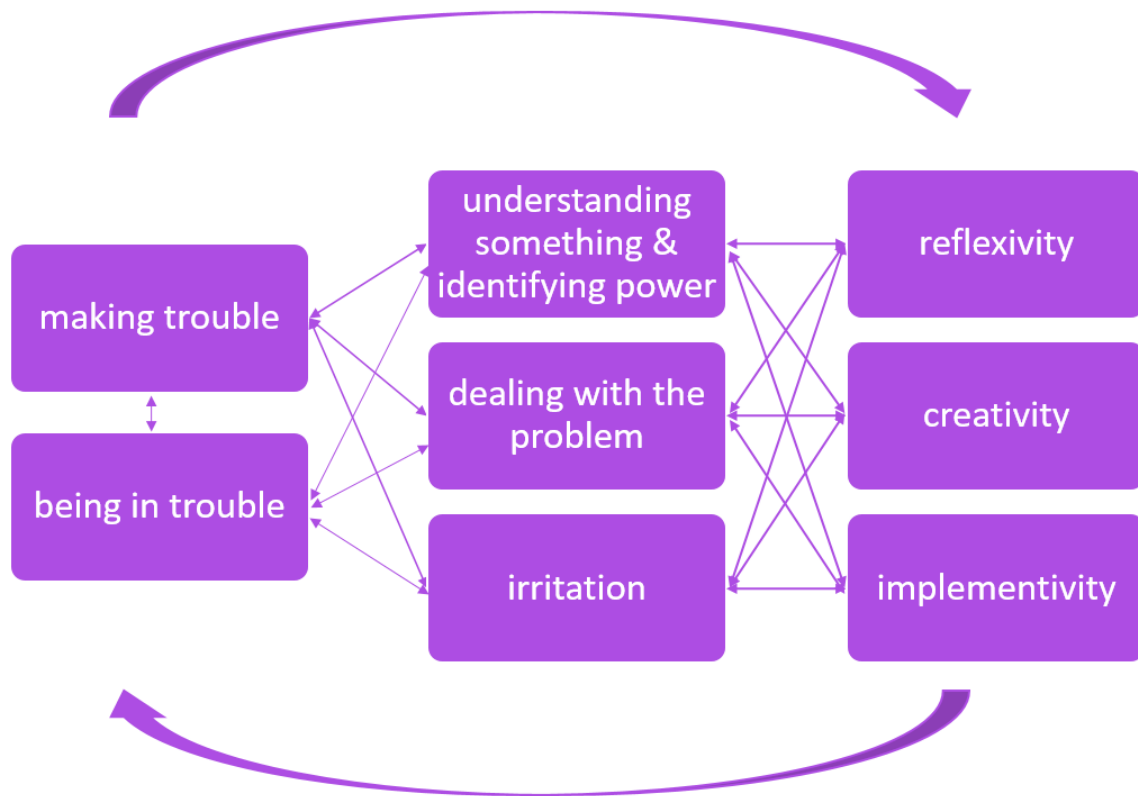 making trouble
being in trouble
understanding
something &
identifying power
dealing with the
problem
irritation
reflexivity
creativity
implementivity